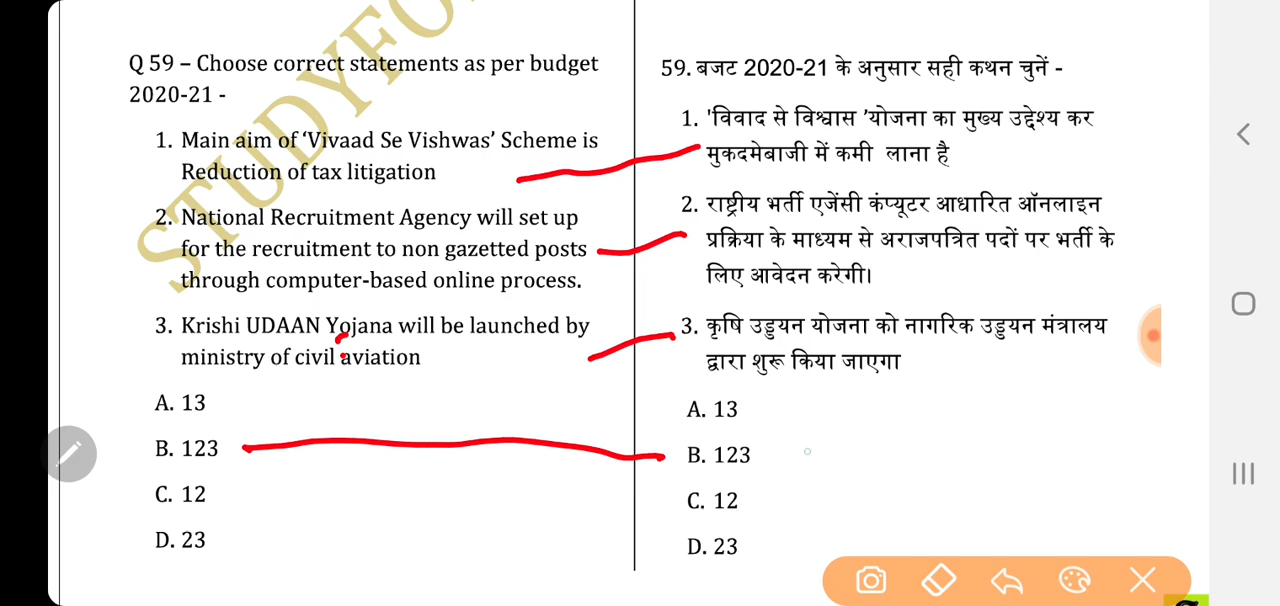 STUDYFO
Q 59 – Choose correct statements as per budget
2020-21 -
1. Main aim of ‘Vivaad Se Vishwas’ Scheme is
Reduction of tax litigation
2. National Recruitment Agency will set up
for the recruitment to non gazetted posts
through computer-based online process.
3. Krishi UDAAN Yojana will be launched by
ministry of civil aviation
A. 13
B. 123
C. 12
D. 23
59. बजट 2020-21 के अनुसार सही कथन चुनें -
1. 'विवाद से विश्वास 'योजना का मुख्य उद्देश्य कर
मुकदमेबाजी में कमी लाना है
2. राष्ट्रीय भर्ती एजेंसी कंप्यूटर आधारित ऑनलाइन
प्रक्रिया के माध्यम से अराजपत्रित पदों पर भर्ती के
लिए आवेदन करेगी।
3. कृषि उड्डयन योजना को नागरिक उड्डयन मंत्रालय
द्वारा शुरू किया जाएगा
A. 13
B. 123
C. 12
D. 23